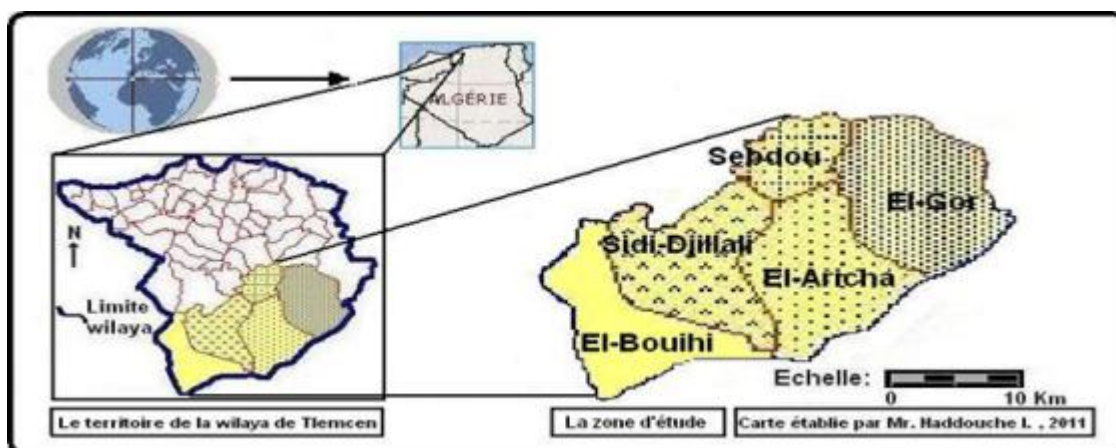 ALGÉRIE
Sebdou
El-Gor
N
Sidi-Djillali
El-Aricha
Limite
wilaya
El-Bouihi
Echelle:
0 10 Km
Le territoire de la wilaya de Tlemcen
La zone d'étude
Carte établie par Mr. Haddouche I. , 2011